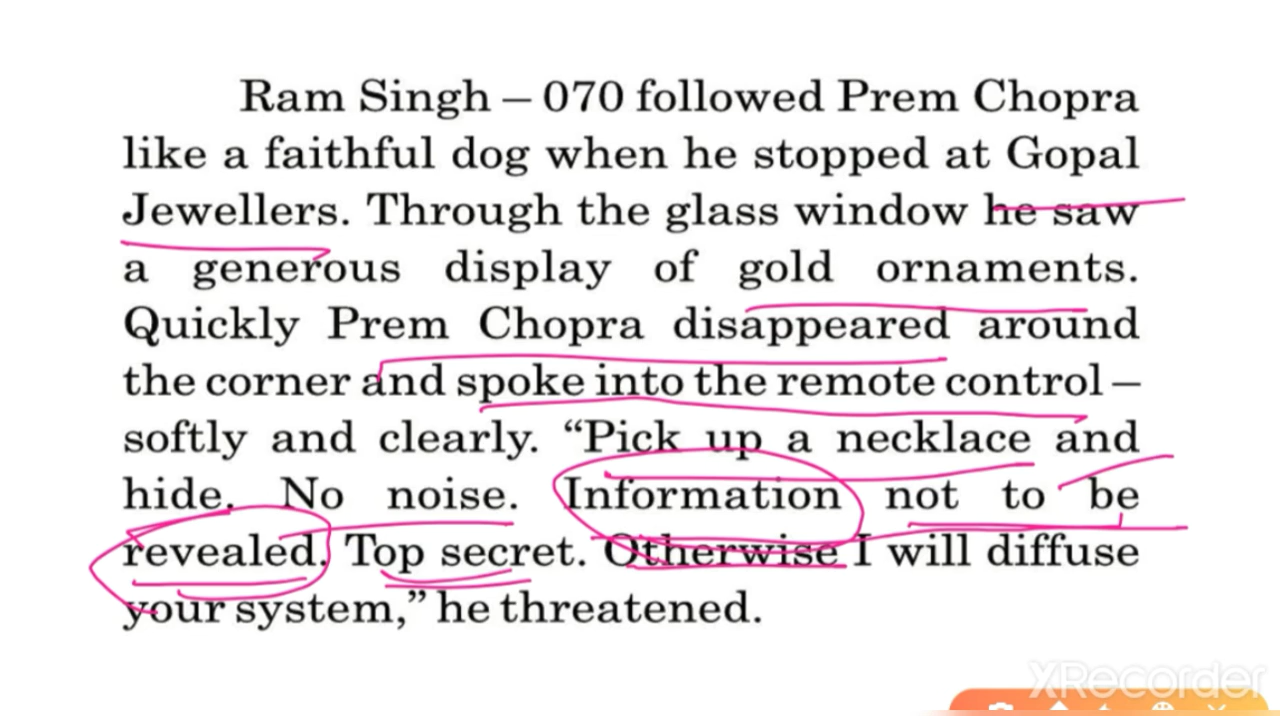 Ram Singh – 070 followed Prem Chopra
like a faithful dog when he stopped at Gopal
Jewellers. Through the glass window he saw
a generous display of gold ornaments.
Quickly Prem Chopra disappeared around
the corner and spoke into the remote control –
softly and clearly. “Pick up a necklace and
hide. No noise. Information not to be
revealed. Top secret. Otherwise I will diffuse
your system,” he threatened.
XRecorder